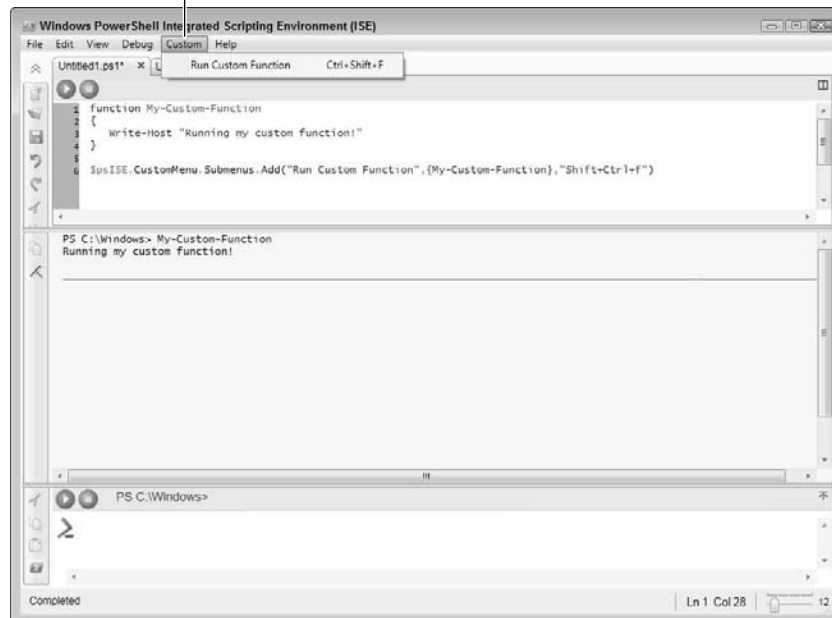 Windows PowerShell Integrated Scripting Environment (ISE)
File Edit View Debug Custom Help
Untitled1.ps1* X
Run Custom Function Ctrl+Shift+F
1 function My-Custom-Function
2 {
3 Write-Host "Running my custom function!"
4 }
5
6 $psISE.CustomMenu.Submenus.Add("Run Custom Function",{My-Custom-Function},"Shift+Ctrl+f")
PS C:\Windows> My-Custom-Function
Running my custom function!
PS C:\Windows>
Completed
Ln 1 Col 28
12